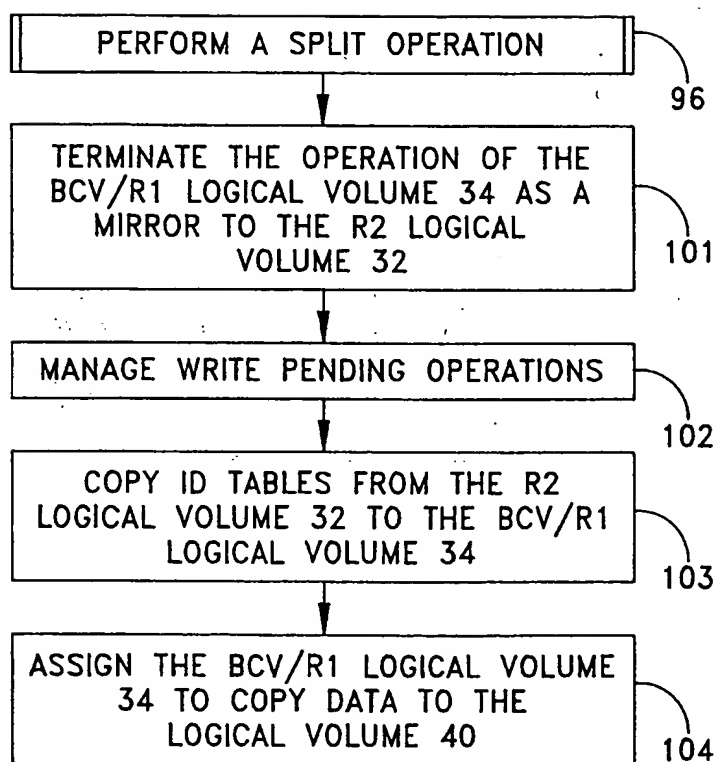 PERFORM A SPLIT OPERATION
96
TERMINATE THE OPERATION OF THE
BCV/R1 LOGICAL VOLUME 34 AS A
MIRROR TO THE R2 LOGICAL
VOLUME 32
101
MANAGE WRITE PENDING OPERATIONS
102
COPY ID TABLES FROM THE R2
LOGICAL VOLUME 32 TO THE BCV/R1
LOGICAL VOLUME 34
103
ASSIGN THE BCV/R1 LOGICAL VOLUME
34 TO COPY DATA TO THE
LOGICAL VOLUME 40
104